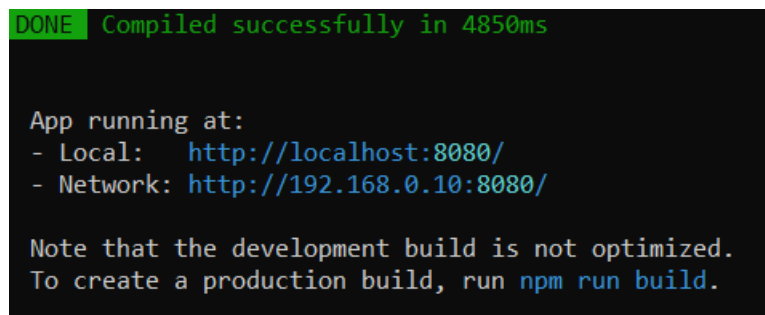 DONE Compiled successfully in 4850ms
App running at:
- Local: http://localhost:8080/
- Network: http://192.168.0.10:8080/
Note that the development build is not optimized.
To create a production build, run npm run build.